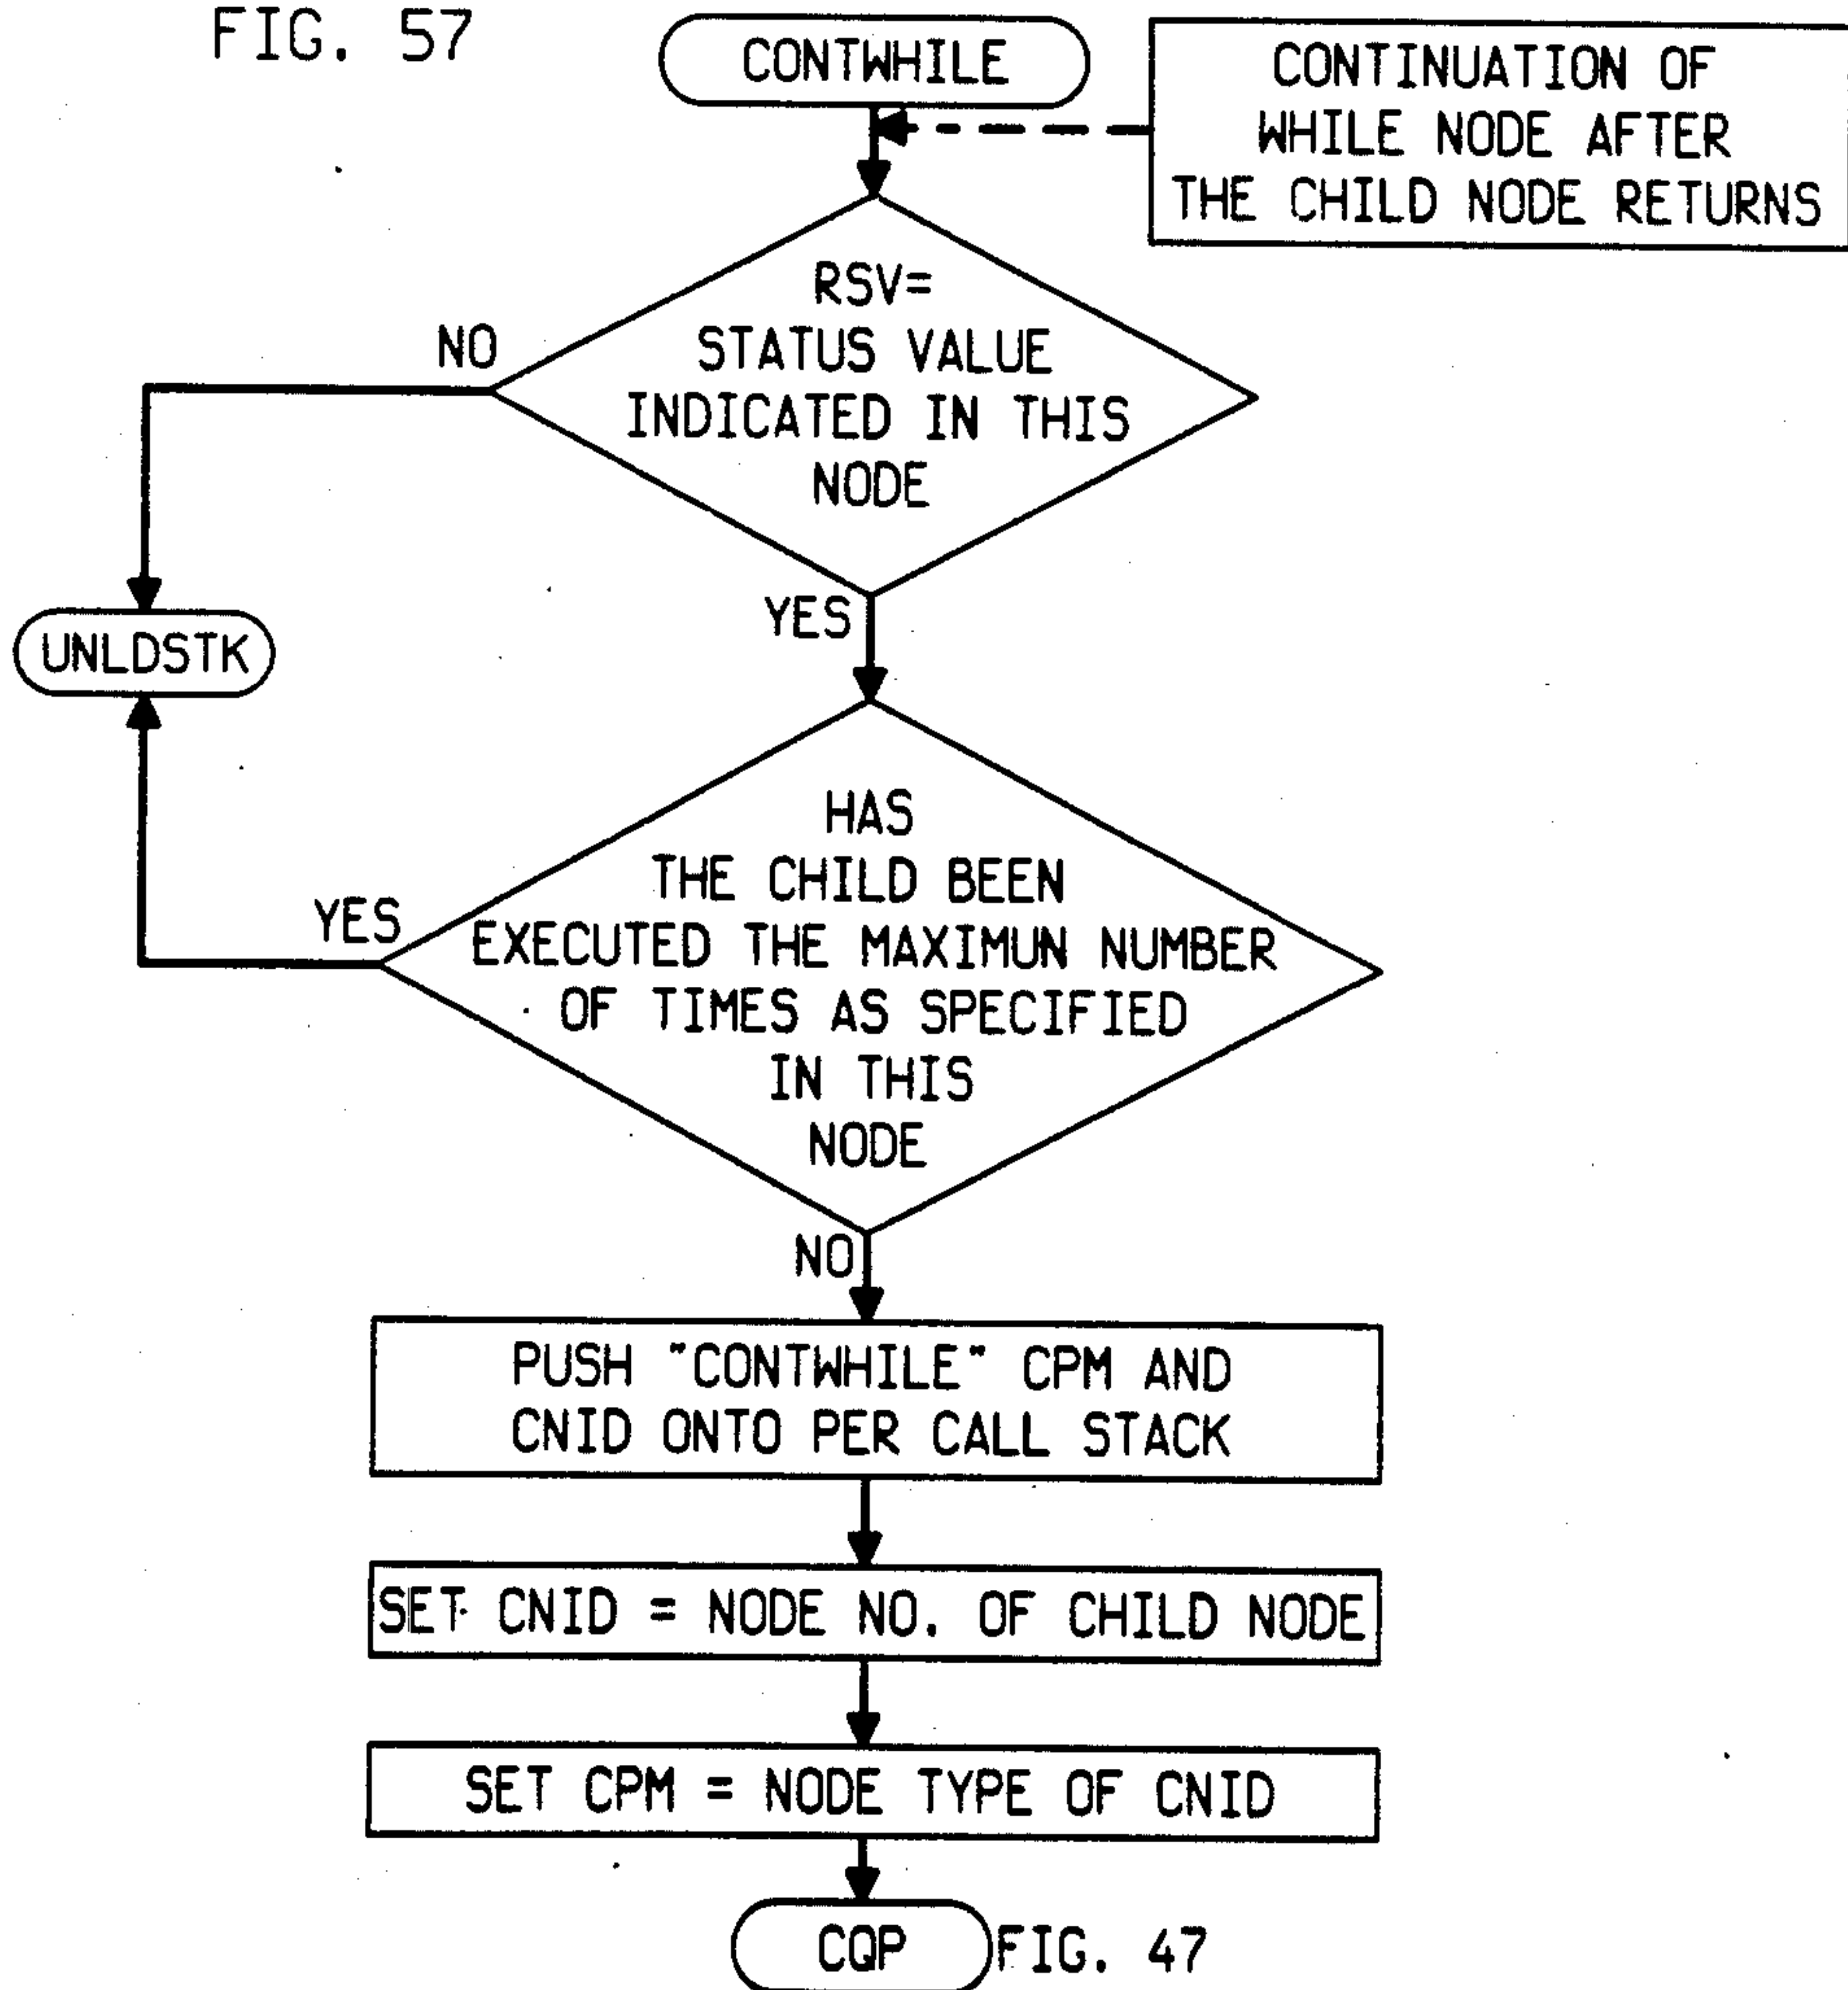 FIG. 57
CONTWHILE
CONTINUATION OF
WHILE NODE AFTER
THE CHILD NODE RETURNS
RSV=
STATUS VALUE
INDICATED IN THIS
NODE
NO
YES
UNLDSTK
HAS
THE CHILD BEEN
EXECUTED THE MAXIMUN NUMBER
OF TIMES AS SPECIFIED
IN THIS
NODE
YES
NO
PUSH "CONTWHILE" CPM AND
CNID ONTO PER CALL STACK
SET CNID = NODE NO. OF CHILD NODE
SET CPM = NODE TYPE OF CNID
CQP
FIG. 47